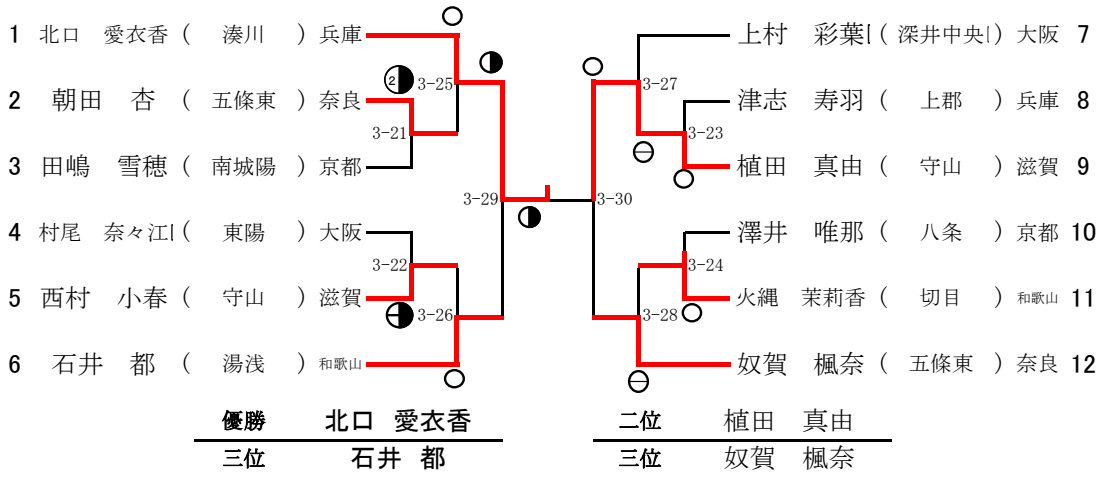 1 北口 愛衣香 ( 湊川 ) 兵庫
2 朝田 杏 ( 五條東 ) 奈良
3 田嶋 雪穂 ( 南城陽 ) 京都
4 村尾 奈々江 ( 東陽 ) 大阪
5 西村 小春 ( 守山 ) 滋賀
6 石井 都 ( 湯浅 ) 和歌山
2
3-25
3-21
3-29
3-22
3-26
3-27
3-23
3-30
3-24
3-28
上村 彩葉 ( 深井中央 ) 大阪 7
津志 寿羽 ( 上郡 ) 兵庫 8
植田 真由 ( 守山 ) 滋賀 9
澤井 唯那 ( 八条 ) 京都 10
火縄 茉莉香 ( 切目 ) 和歌山 11
奴賀 楓奈 ( 五條東 ) 奈良 12
優勝 北口 愛衣香
三位 石井 都
二位 植田 真由
三位 奴賀 楓奈